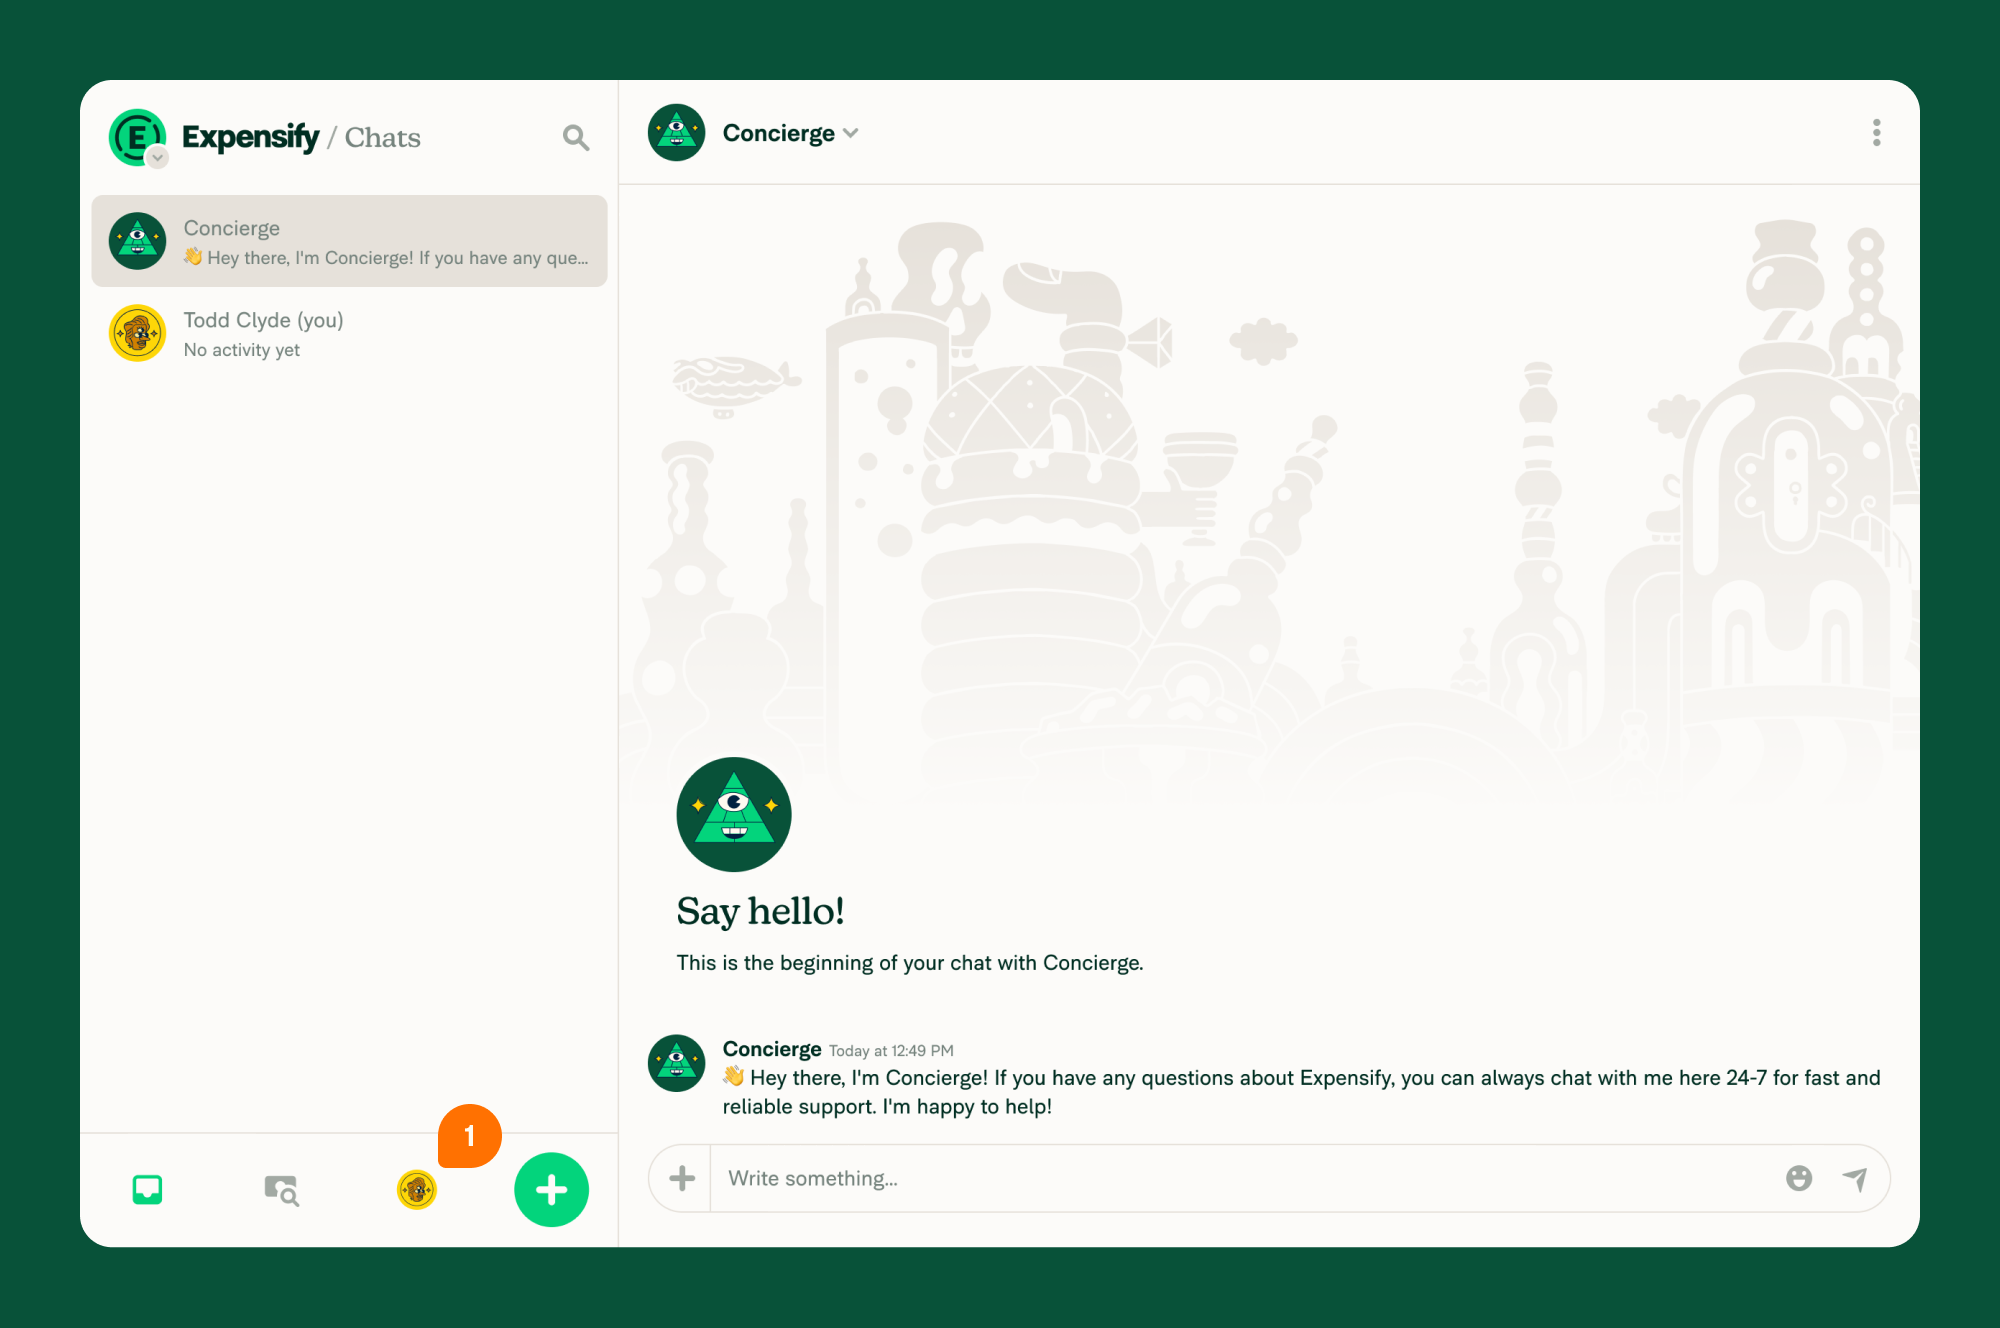 Expensify / Chats
Concierge
👋 Hey there, I'm Concierge! If you have any que...
Todd Clyde (you)
No activity yet
1
Concierge
Say hello!
This is the beginning of your chat with Concierge.
Concierge Today at 12:49 PM
👋 Hey there, I'm Concierge! If you have any questions about Expensify, you can always chat with me here 24-7 for fast and
reliable support. I'm happy to help!
Write something...